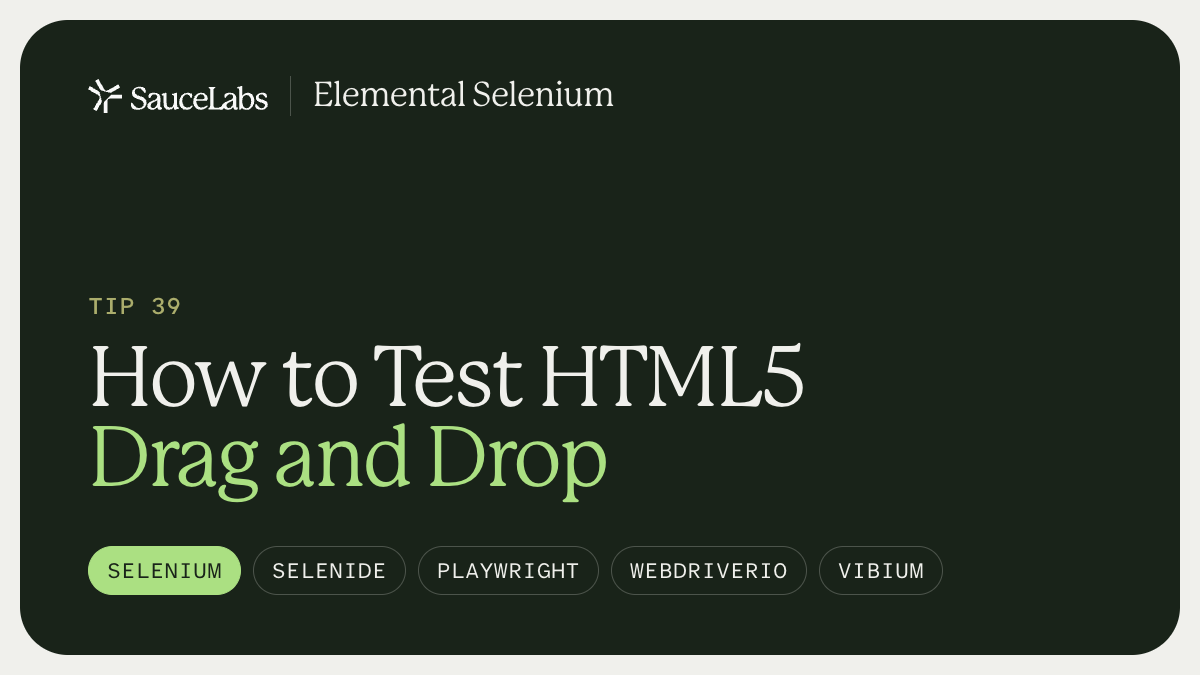 SauceLabs Elemental Selenium
TIP 39
How to Test HTML5
Drag and Drop
SELENIUM SELENIDE PLAYWRIGHT WEBDRIVERIO VIBIUM